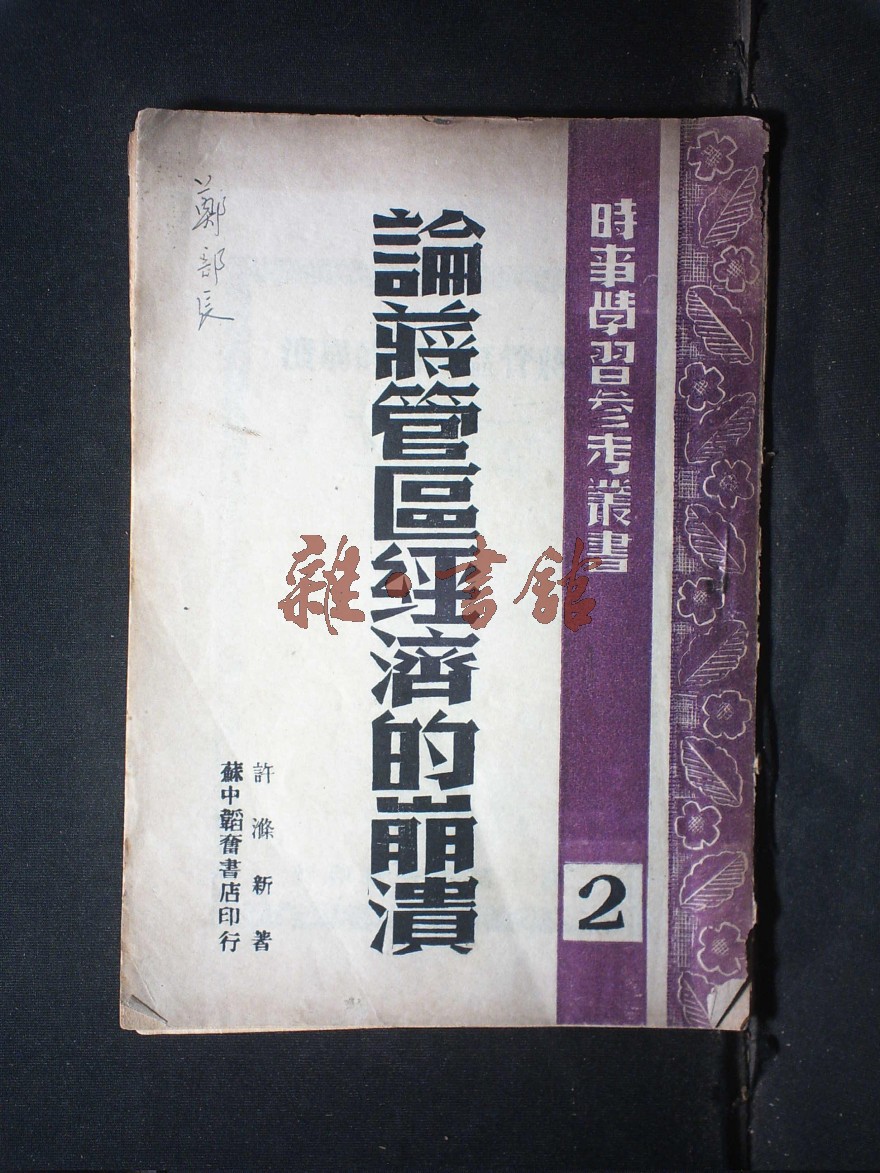 時事學習參考叢書
2
論蔣管區經濟的崩潰
許滌新著
蘇中韜奮書店印行
鄭部長
雜·書館